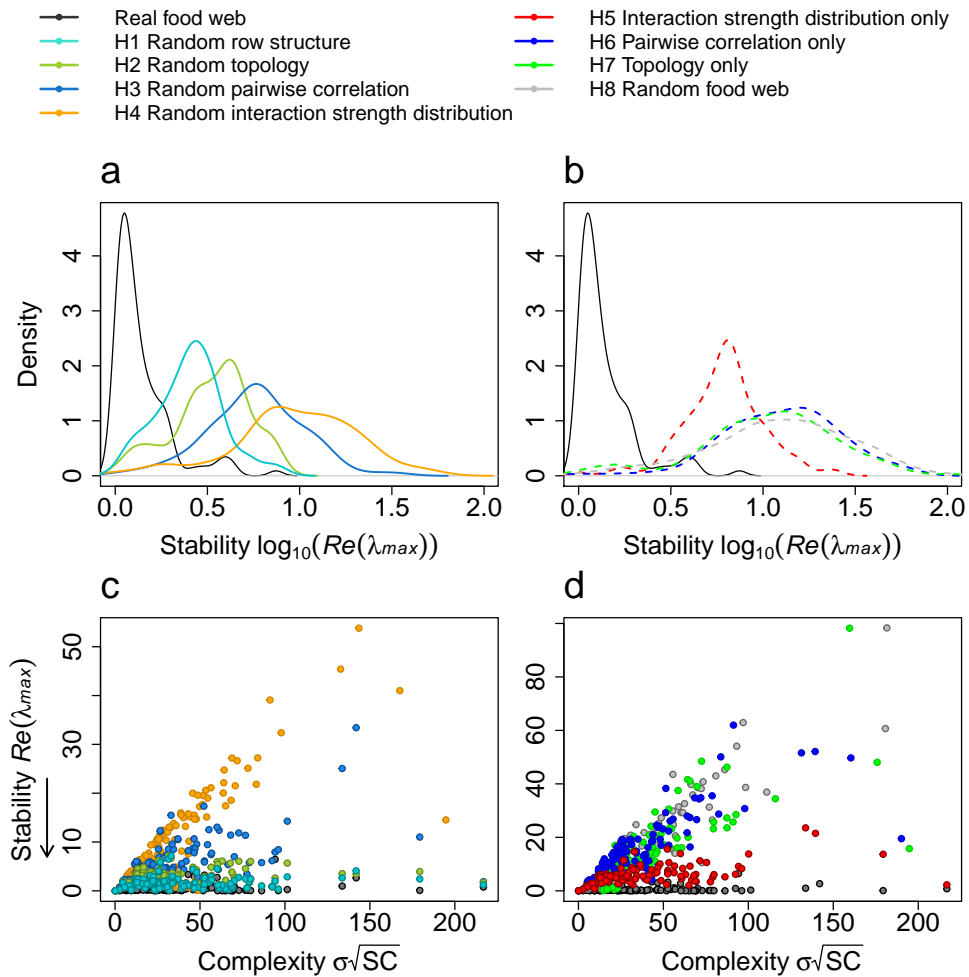 Real food web
H1 Random row structure
H2 Random topology
H3 Random pairwise correlation
H4 Random interaction strength distribution
H5 Interaction strength distribution only
H6 Pairwise correlation only
H7 Topology only
H8 Random food web
a
Density
0 1 2 3 4
0.0 0.5 1.0 1.5 2.0
Stability log₁₀(Re(λmax))
b
0 1 2 3 4
0.0 0.5 1.0 1.5 2.0
Stability log₁₀(Re(λmax))
c
Stability Re(λmax)
0 10 30 50
0 50 100 150 200
Complexity σ√SC
d
0 20 40 60 80
0 50 100 150 200
Complexity σ√SC